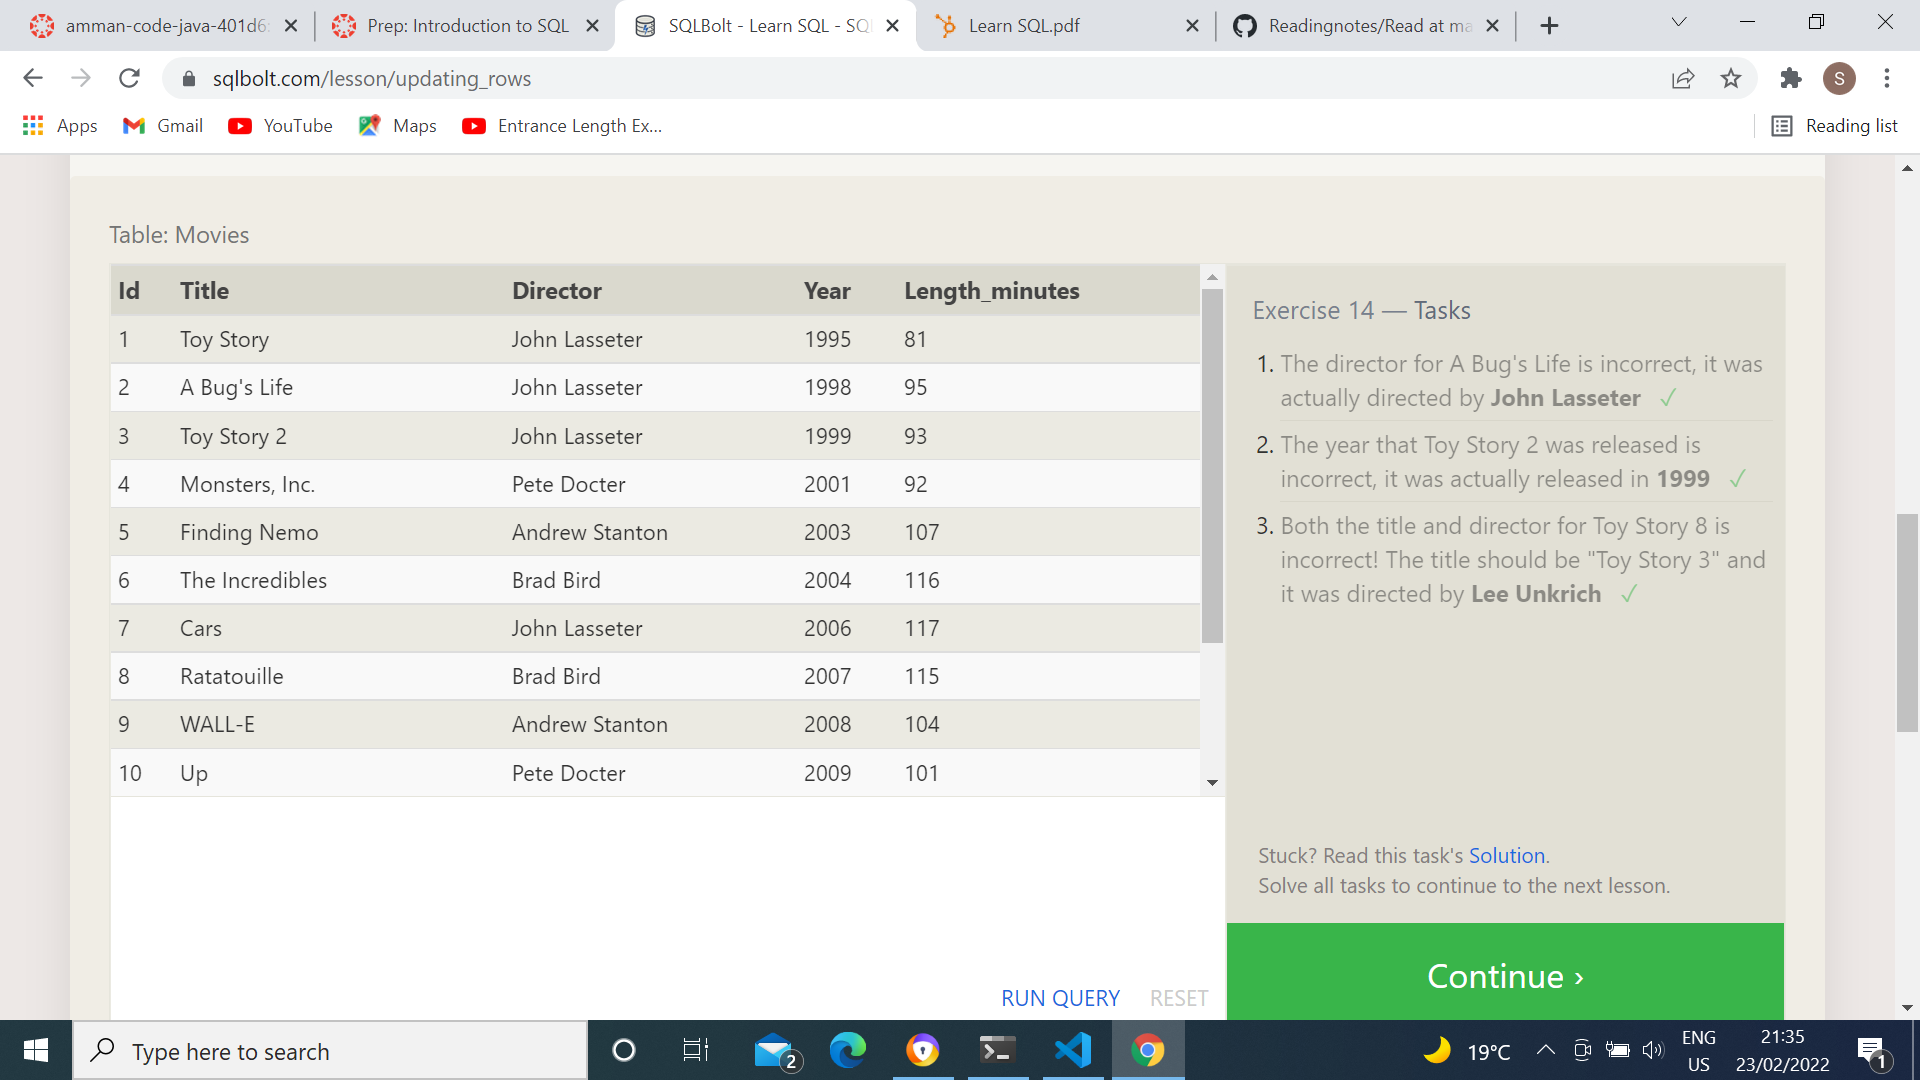 amman-code-java-401d6
Prep: Introduction to SQL
SQLBolt - Learn SQL - SQ
Learn SQL.pdf
Readingnotes/Read at ma
sqlbolt.com/lesson/updating_rows
S
Apps
Gmail
YouTube
Maps
Entrance Length Ex...
Reading list
Table: Movies
Id Title Director Year Length_minutes
1 Toy Story John Lasseter 1995 81
2 A Bug's Life John Lasseter 1998 95
3 Toy Story 2 John Lasseter 1999 93
4 Monsters, Inc. Pete Docter 2001 92
5 Finding Nemo Andrew Stanton 2003 107
6 The Incredibles Brad Bird 2004 116
7 Cars John Lasseter 2006 117
8 Ratatouille Brad Bird 2007 115
9 WALL-E Andrew Stanton 2008 104
10 Up Pete Docter 2009 101
RUN QUERY RESET
Exercise 14 — Tasks
1. The director for A Bug's Life is incorrect, it was
actually directed by John Lasseter ✓
2. The year that Toy Story 2 was released is
incorrect, it was actually released in 1999 ✓
3. Both the title and director for Toy Story 8 is
incorrect! The title should be "Toy Story 3" and
it was directed by Lee Unkrich ✓
Stuck? Read this task's Solution.
Solve all tasks to continue to the next lesson.
Continue ›
Type here to search
2
19°C
ENG
US
21:35
23/02/2022
1